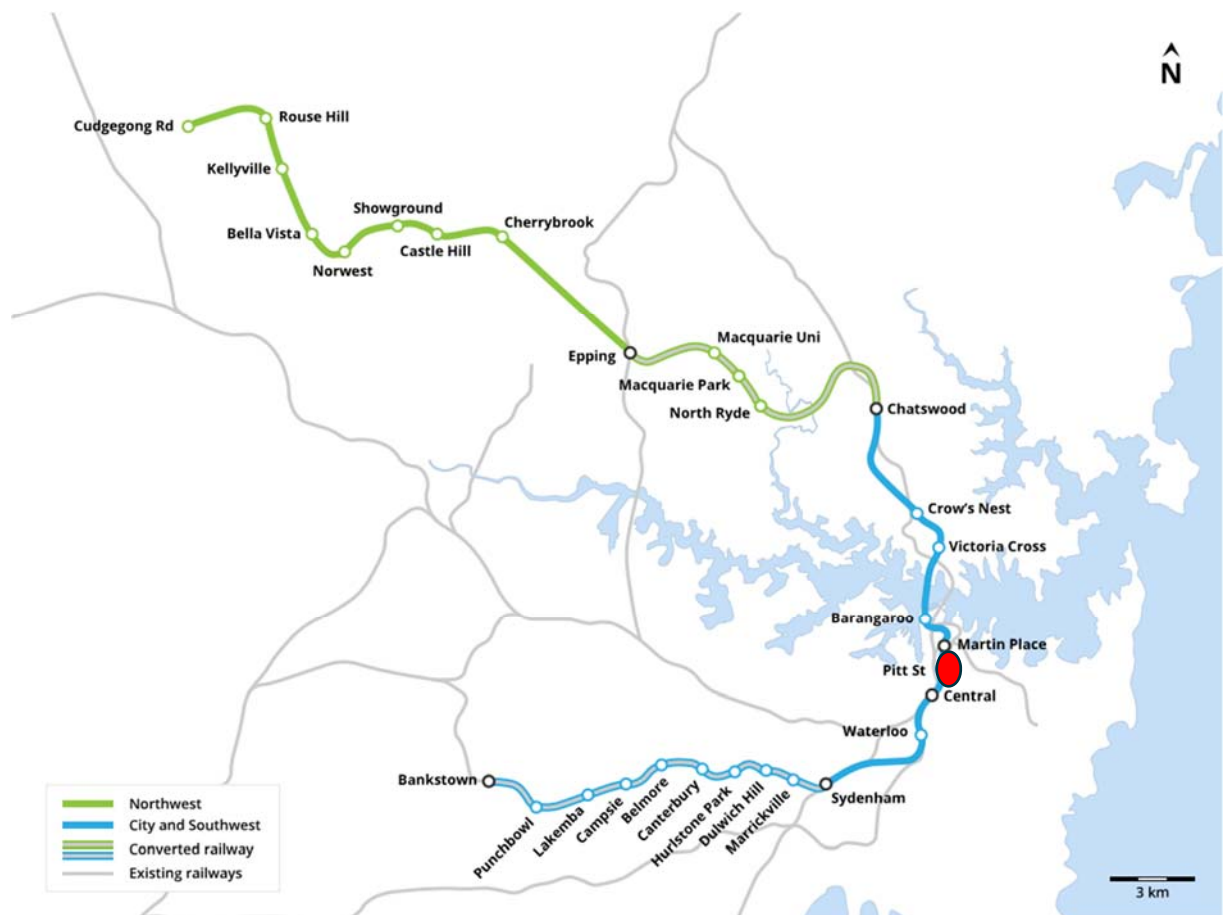 N
Cudgegong Rd
Rouse Hill
Kellyville
Showground
Cherrybrook
Bella Vista
Castle Hill
Norwest
Macquarie Uni
Epping
Macquarie Park
North Ryde
Chatswood
Crow's Nest
Victoria Cross
Barangaroo
Martin Place
Pitt St
Central
Waterloo
Bankstown
Sydenham
Punchbowl
Lakemba
Campsie
Belmore
Canterbury
Hurlstone Park
Dulwich Hill
Marrickville
Northwest
City and Southwest
Converted railway
Existing railways
3 km